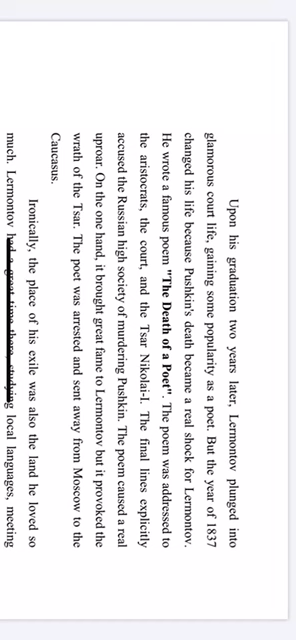 Upon his graduation two years later, Lermontov plunged into
glamorous court life, gaining some popularity as a poet. But the year of 1837
changed his life because Pushkin's death became a real shock for Lermontov.
He wrote a famous poem "The Death of a Poet". The poem was addressed to
the aristocrats, the court, and the Tsar Nikolai-I. The final lines explicitly
accused the Russian high society of murdering Pushkin. The poem caused a real
uproar. On the one hand, it brought great fame to Lermontov but it provoked the
wrath of the Tsar. The poet was arrested and sent away from Moscow to the
Caucasus.
Ironically, the place of his exile was also the land he loved so
much. Lermontov had a great time there, studying local languages, meeting